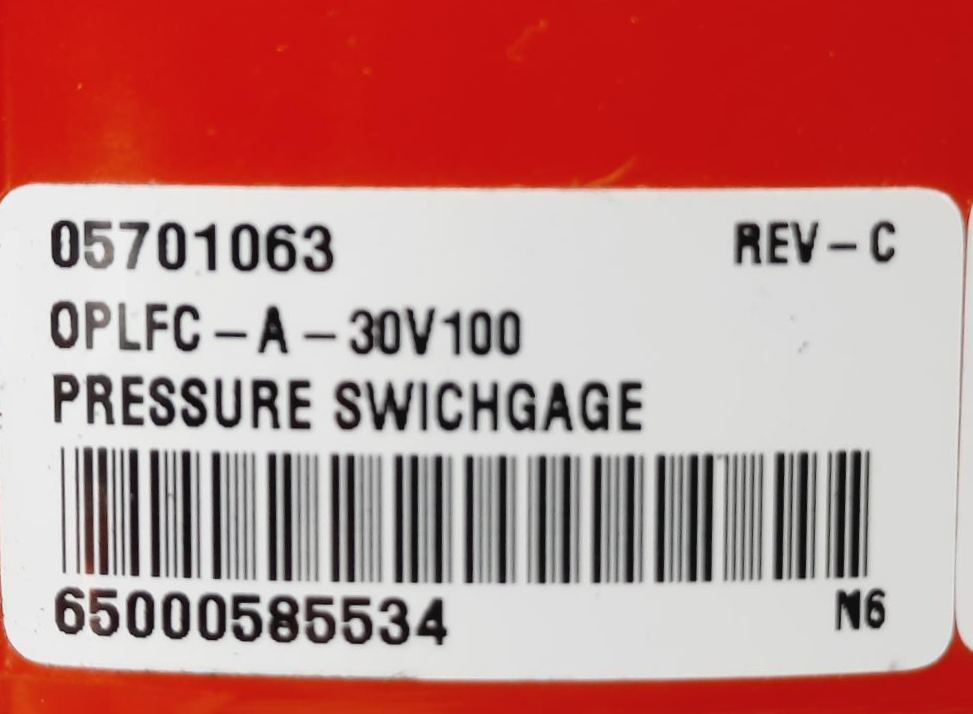 05701063 REV-C
OPLFC-A-30V100
PRESSURE SWICHGAGE
65000585534 N6